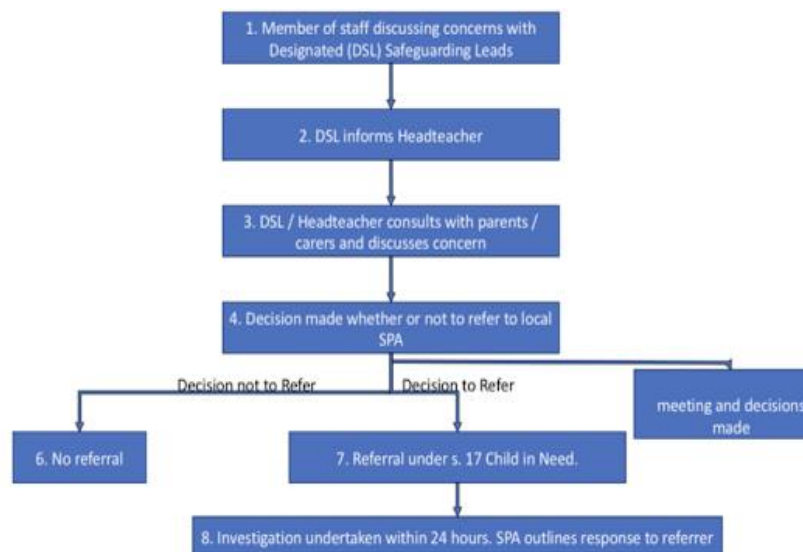 1. Member of staff discussing concerns with
Designated (DSL) Safeguarding Leads
2. DSL informs Headteacher
3. DSL / Headteacher consults with parents /
carers and discusses concern
4. Decision made whether or not to refer to local
SPA
Decision not to Refer
Decision to Refer
meeting and decisions
made
6. No referral
7. Referral under s. 17 Child in Need.
8. Investigation undertaken within 24 hours. SPA outlines response to referrer